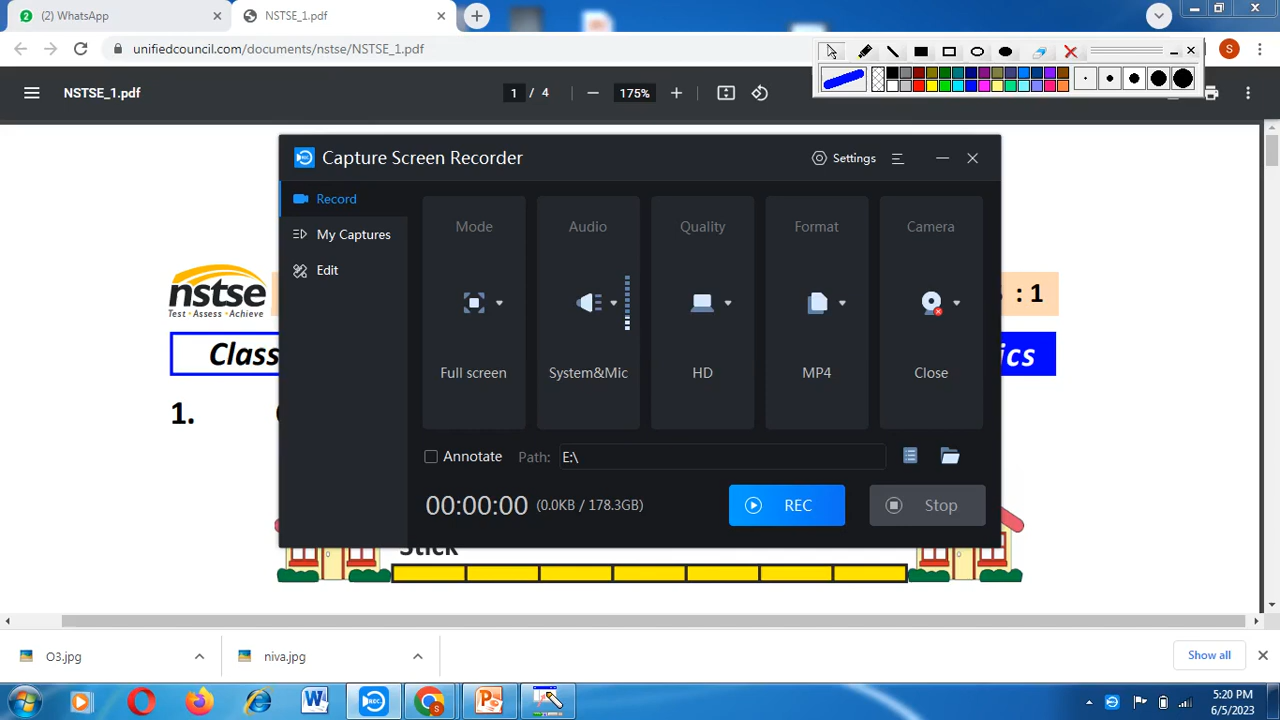 (2) WhatsApp
NSTSE_1.pdf
unifiedcouncil.com/documents/nstse/NSTSE_1.pdf
S
NSTSE_1.pdf
1 / 4
175%
Capture Screen Recorder
Settings
Record
My Captures
Edit
Mode
Audio
Quality
Format
Camera
Full screen
System&Mic
HD
MP4
Close
Annotate
Path:
E:\
00:00:00
(0.0KB / 178.3GB)
REC
Stop
nstse
Test • Assess • Achieve
: 1
Class
ics
1.
Stick
O3.jpg
niva.jpg
Show all
REC
5:20 PM
6/5/2023